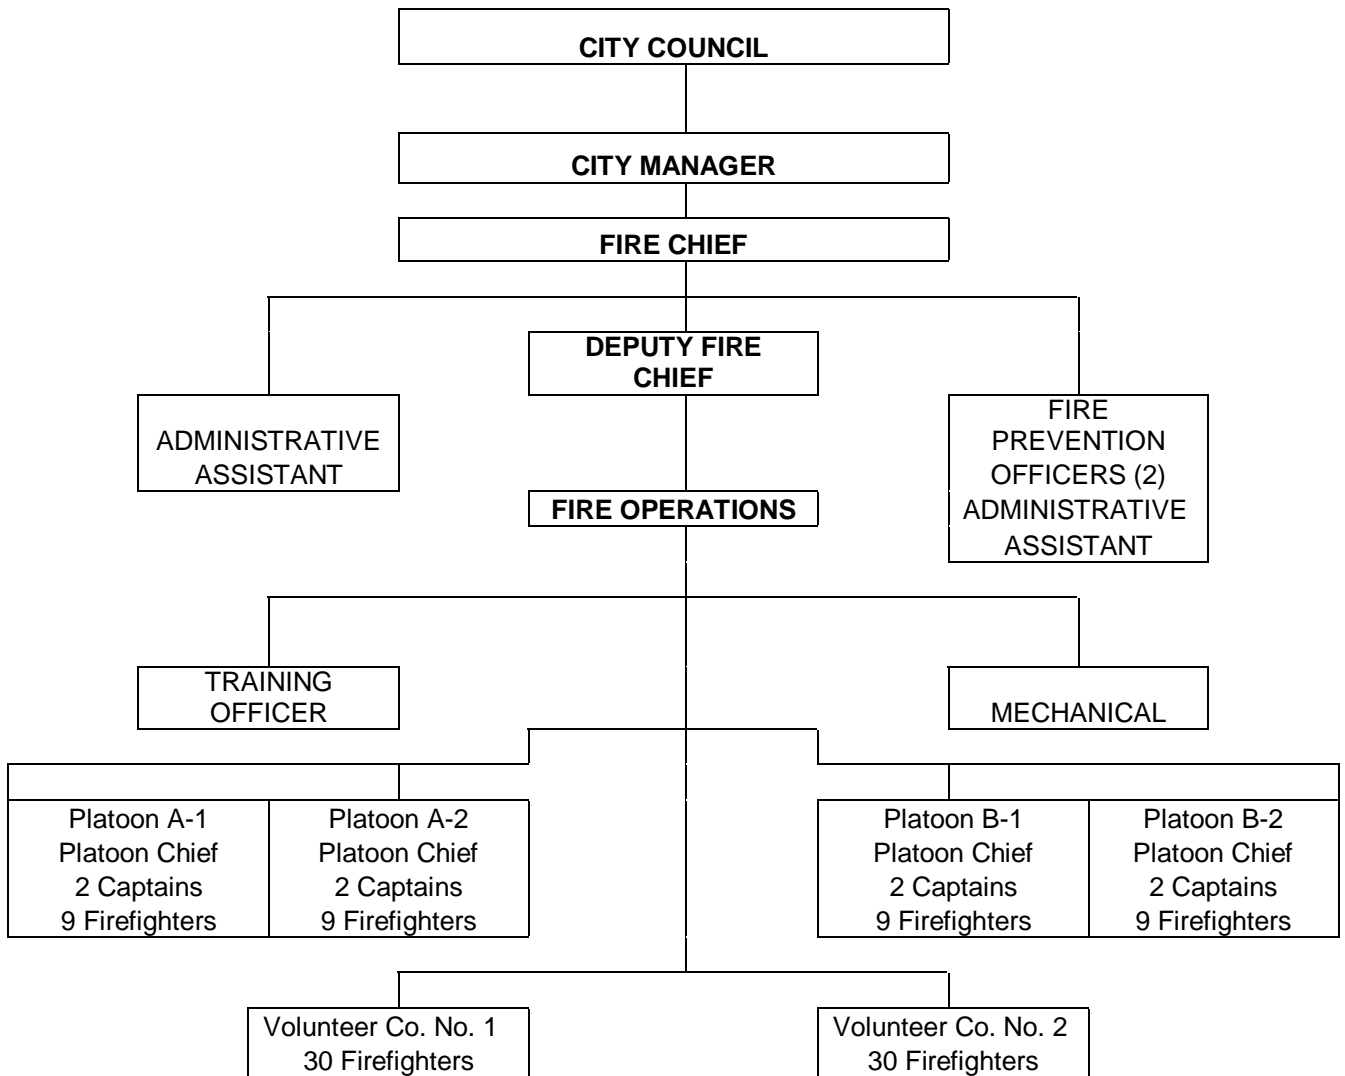 CITY COUNCIL
CITY MANAGER
FIRE CHIEF
DEPUTY FIRE
CHIEF
ADMINISTRATIVE
ASSISTANT
FIRE
PREVENTION
OFFICERS (2)
ADMINISTRATIVE
ASSISTANT
FIRE OPERATIONS
TRAINING
OFFICER
MECHANICAL
Platoon A-1
Platoon Chief
2 Captains
9 Firefighters
Platoon A-2
Platoon Chief
2 Captains
9 Firefighters
Platoon B-1
Platoon Chief
2 Captains
9 Firefighters
Platoon B-2
Platoon Chief
2 Captains
9 Firefighters
Volunteer Co. No. 1
30 Firefighters
Volunteer Co. No. 2
30 Firefighters